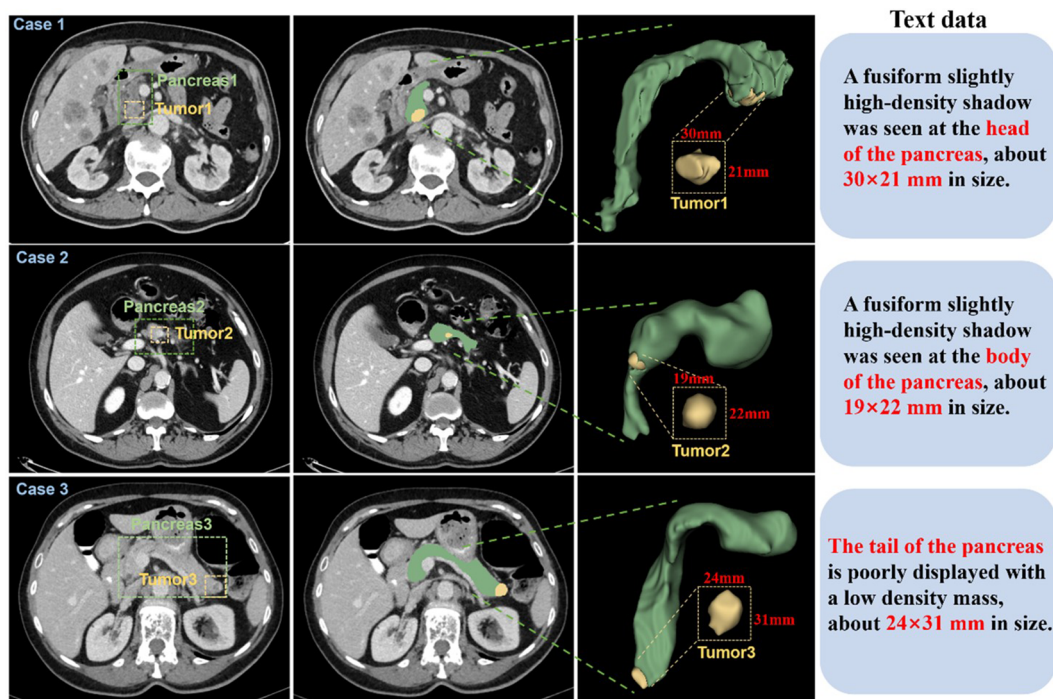 Text data
Case 1
Pancreas1
Tumor1
30mm
21mm
Tumor1
A fusiform slightly
high-density shadow
was seen at the head
of the pancreas, about
30×21 mm in size.
Case 2
Pancreas2
Tumor2
19mm
22mm
Tumor2
A fusiform slightly
high-density shadow
was seen at the body
of the pancreas, about
19×22 mm in size.
Case 3
Pancreas3
Tumor3
24mm
31mm
Tumor3
The tail of the pancreas
is poorly displayed with
a low density mass,
about 24×31 mm in size.